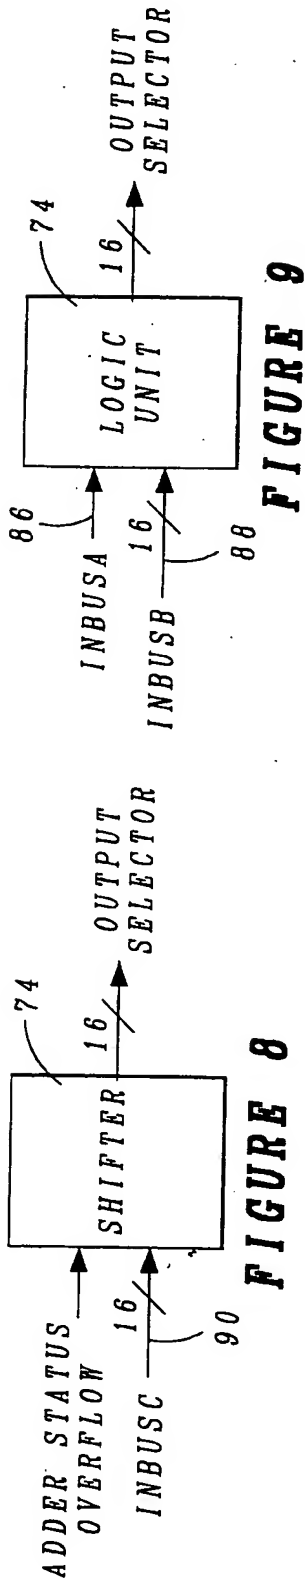 ADDER STATUS
OVERFLOW
INBUSC
16
90
SHIFTER
74
16
OUTPUT
SELECTOR
FIGURE 8
INBUSA
86
INBUSB
16
88
LOGIC
UNIT
74
16
OUTPUT
SELECTOR
FIGURE 9